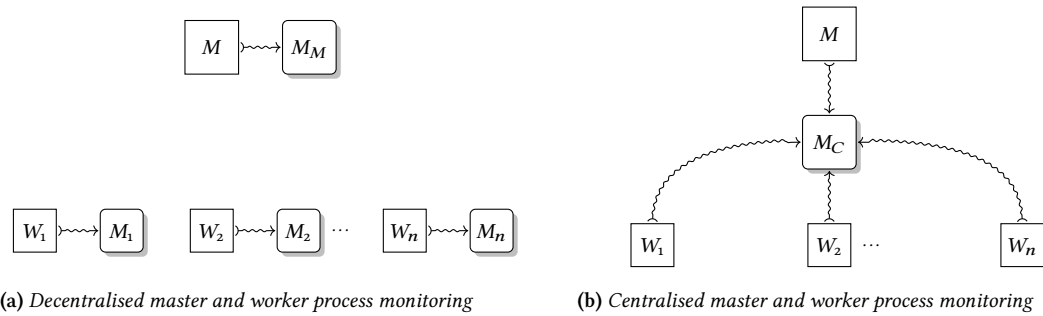 M M_M
W_1 M_1 W_2 M_2 ... W_n M_n
(a) Decentralised master and worker process monitoring
M
M_C
W_1 W_2 ... W_n
(b) Centralised master and worker process monitoring